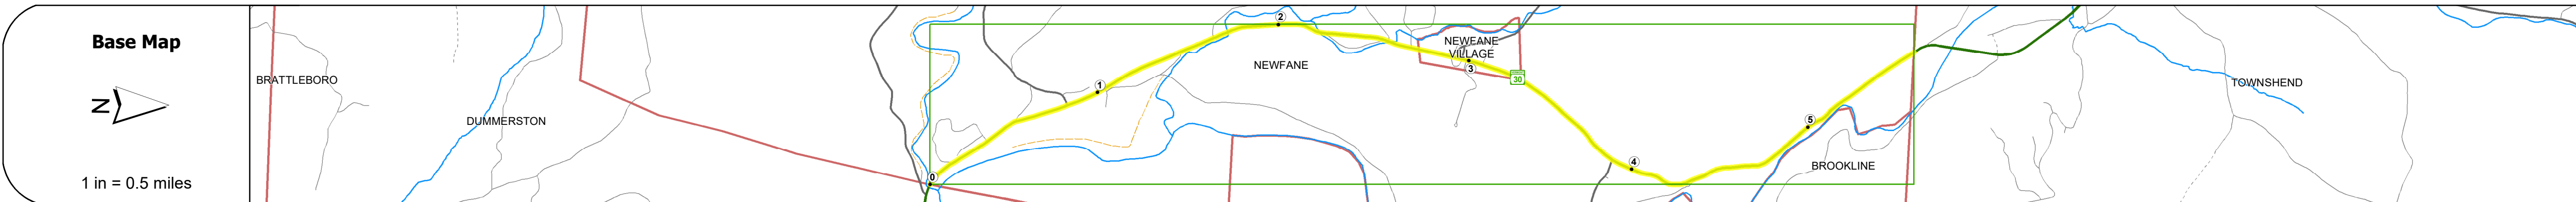 Base Map
N
1 in = 0.5 miles
BRATTLEBORO
DUMMERSTON
0
1
2
NEWFANE
NEWFANE
VILLAGE
3
30
4
5
BROOKLINE
TOWNSHEND